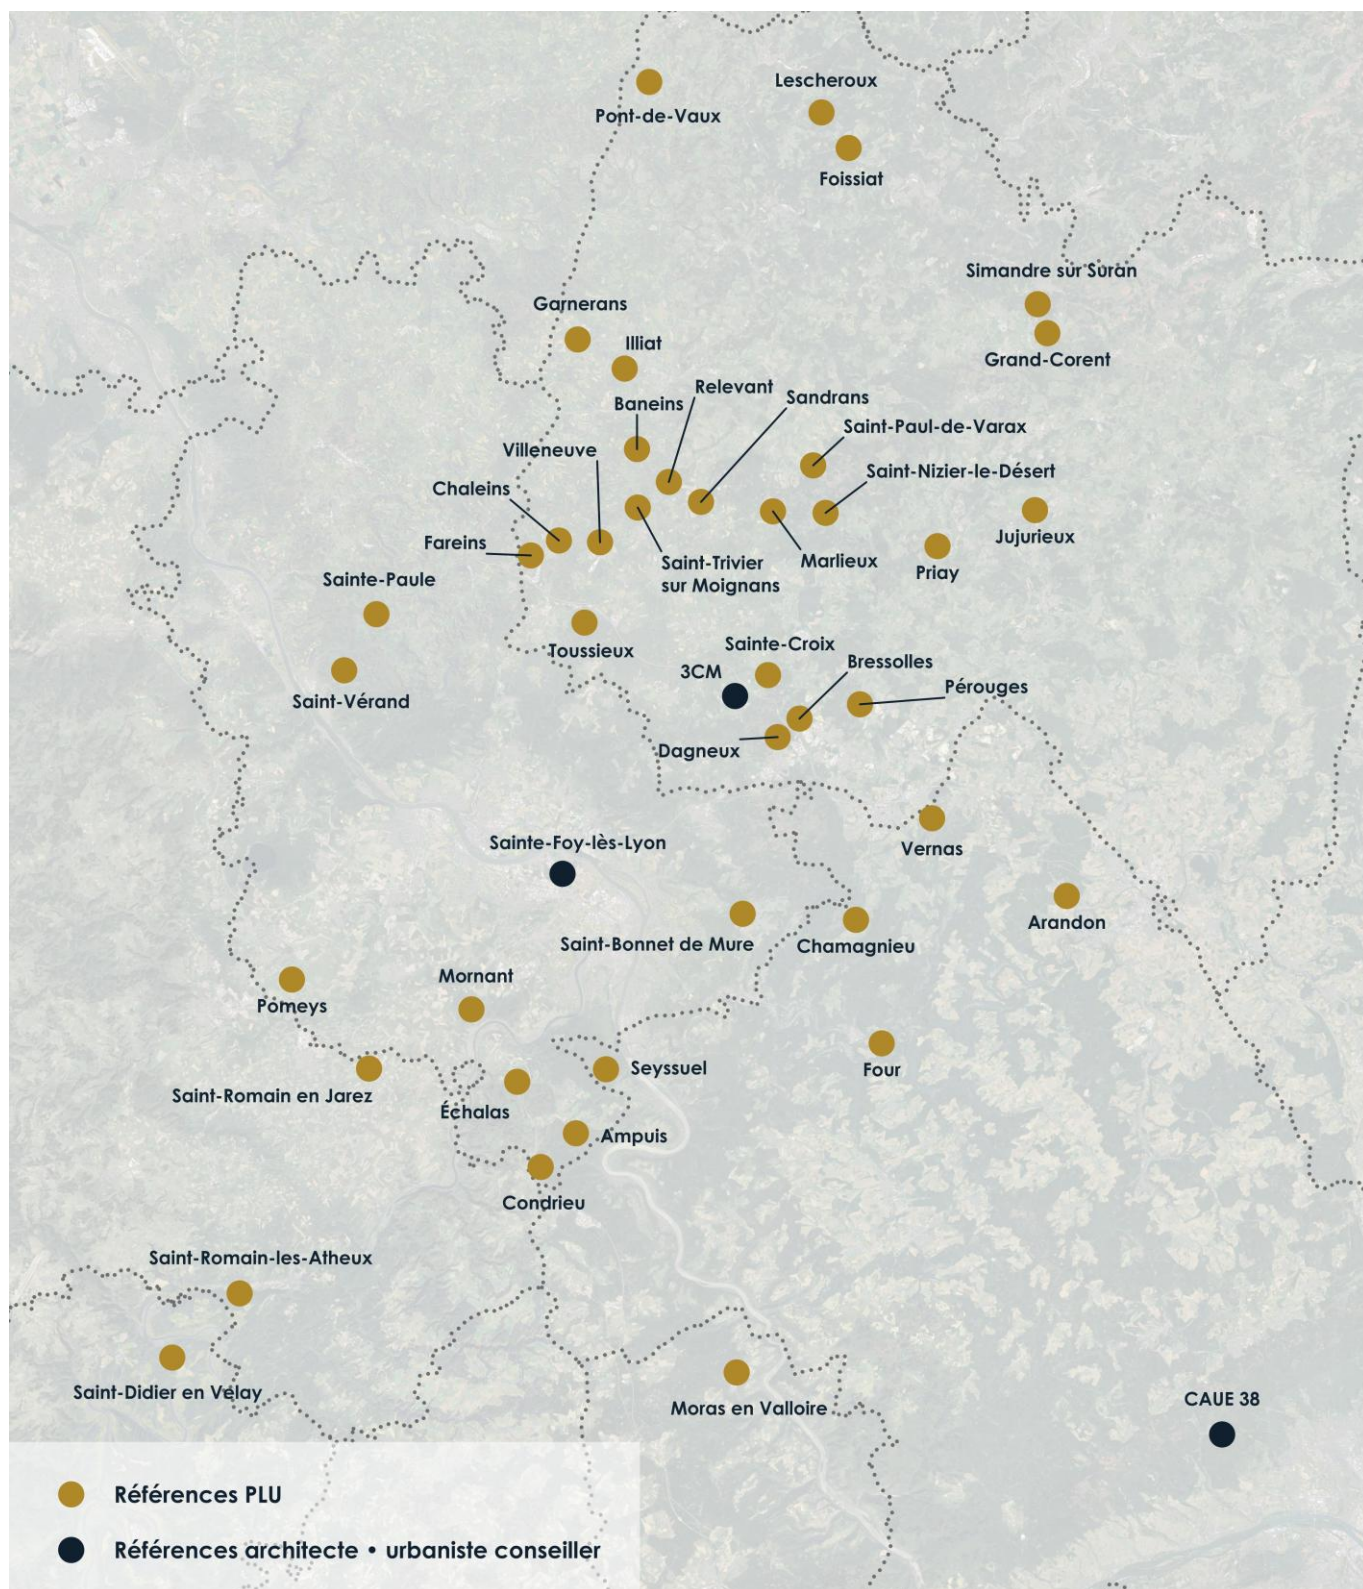 Pont-de-Vaux
Lescheroux
Foissiat
Simandre sur Suran
Grand-Corent
Garnerans
Illiat
Relevant
Baneins
Sandrans
Saint-Paul-de-Varax
Villeneuve
Saint-Nizier-le-Désert
Chaleins
Jujurieux
Fareins
Saint-Trivier
sur Moignans
Marlieux
Priay
Sainte-Paule
Toussieux
Sainte-Croix
Bressolles
3CM
Pérouges
Saint-Vérand
Dagneux
Sainte-Foy-lès-Lyon
Vernas
Arandon
Saint-Bonnet de Mure
Chamagnieu
Mornant
Pomeys
Seyssuel
Four
Saint-Romain en Jarez
Échalas
Ampuis
Condrieu
Saint-Romain-les-Atheux
Saint-Didier en Velay
Moras en Valloire
CAUE 38
Références PLU
Références architecte • urbaniste conseiller